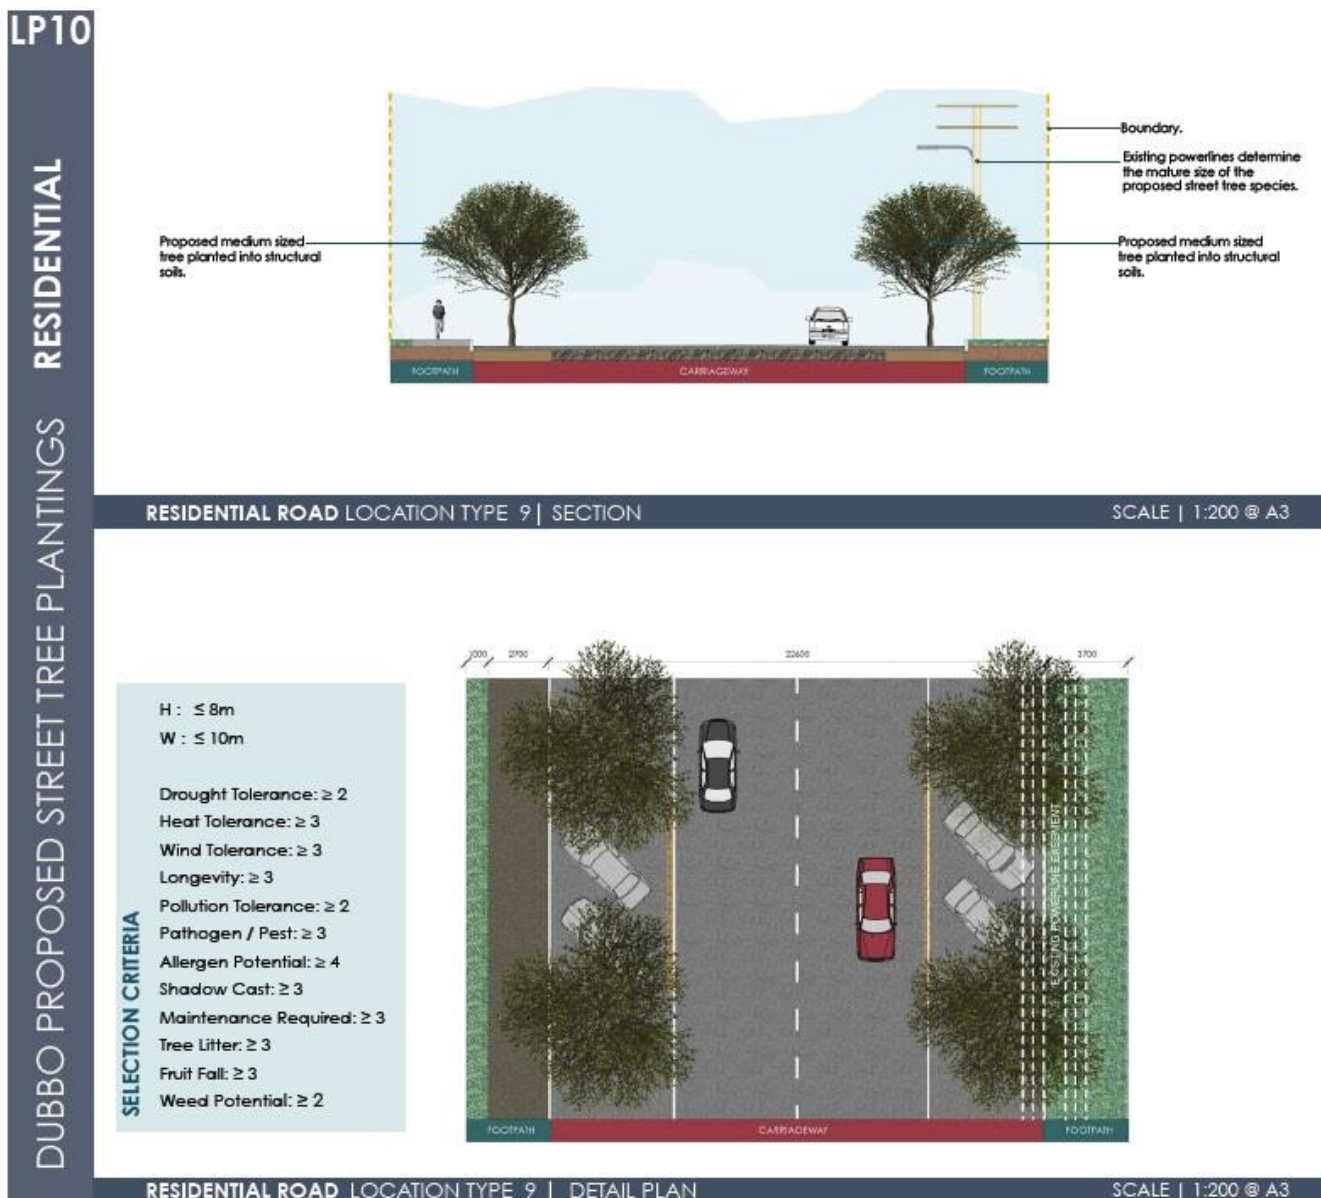 LP10
DUBBO PROPOSED STREET TREE PLANTINGS RESIDENTIAL
Boundary.
Existing powerlines determine
the mature size of the
proposed street tree species.
Proposed medium sized
tree planted into structural
soils.
Proposed medium sized
tree planted into structural
soils.
FOOTPATH
CARRIAGEWAY
FOOTPATH
RESIDENTIAL ROAD LOCATION TYPE 9 | SECTION
SCALE | 1:200 @ A3
1000
2700
22600
3700
SELECTION CRITERIA
H : ≤ 8m
W : ≤ 10m
Drought Tolerance: ≥ 2
Heat Tolerance: ≥ 3
Wind Tolerance: ≥ 3
Longevity: ≥ 3
Pollution Tolerance: ≥ 2
Pathogen / Pest: ≥ 3
Allergen Potential: ≥ 4
Shadow Cast: ≥ 3
Maintenance Required: ≥ 3
Tree Litter: ≥ 3
Fruit Fall: ≥ 3
Weed Potential: ≥ 2
EXISTING POWERLINE EASEMENT
FOOTPATH
CARRIAGEWAY
FOOTPATH
RESIDENTIAL ROAD LOCATION TYPE 9 | DETAIL PLAN
SCALE | 1:200 @ A3